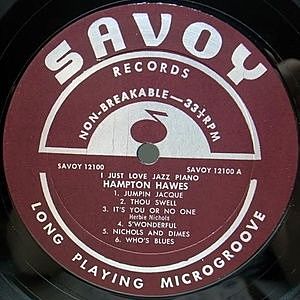 SAVOY
RECORDS
NON-BREAKABLE—33⅓RPM
SAVOY 12100
SAVOY 12100 A
I JUST LOVE JAZZ PIANO
HAMPTON HAWES
1. JUMPIN JACQUE
2. THOU SWELL
3. IT'S YOU OR NO ONE
Herbie Nichols
4. S'WONDERFUL
5. NICHOLS AND DIMES
6. WHO'S BLUES
LONG PLAYING MICROGROOVE